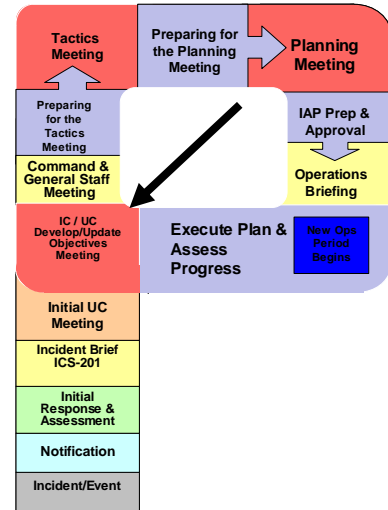 Tactics
Meeting
Preparing for
the Planning
Meeting
Planning
Meeting
Preparing
for the
Tactics
Meeting
IAP Prep &
Approval
Command &
General Staff
Meeting
Operations
Briefing
IC / UC
Develop/Update
Objectives
Meeting
Execute Plan &
Assess
Progress
New Ops
Period
Begins
Initial UC
Meeting
Incident Brief
ICS-201
Initial
Response &
Assessment
Notification
Incident/Event